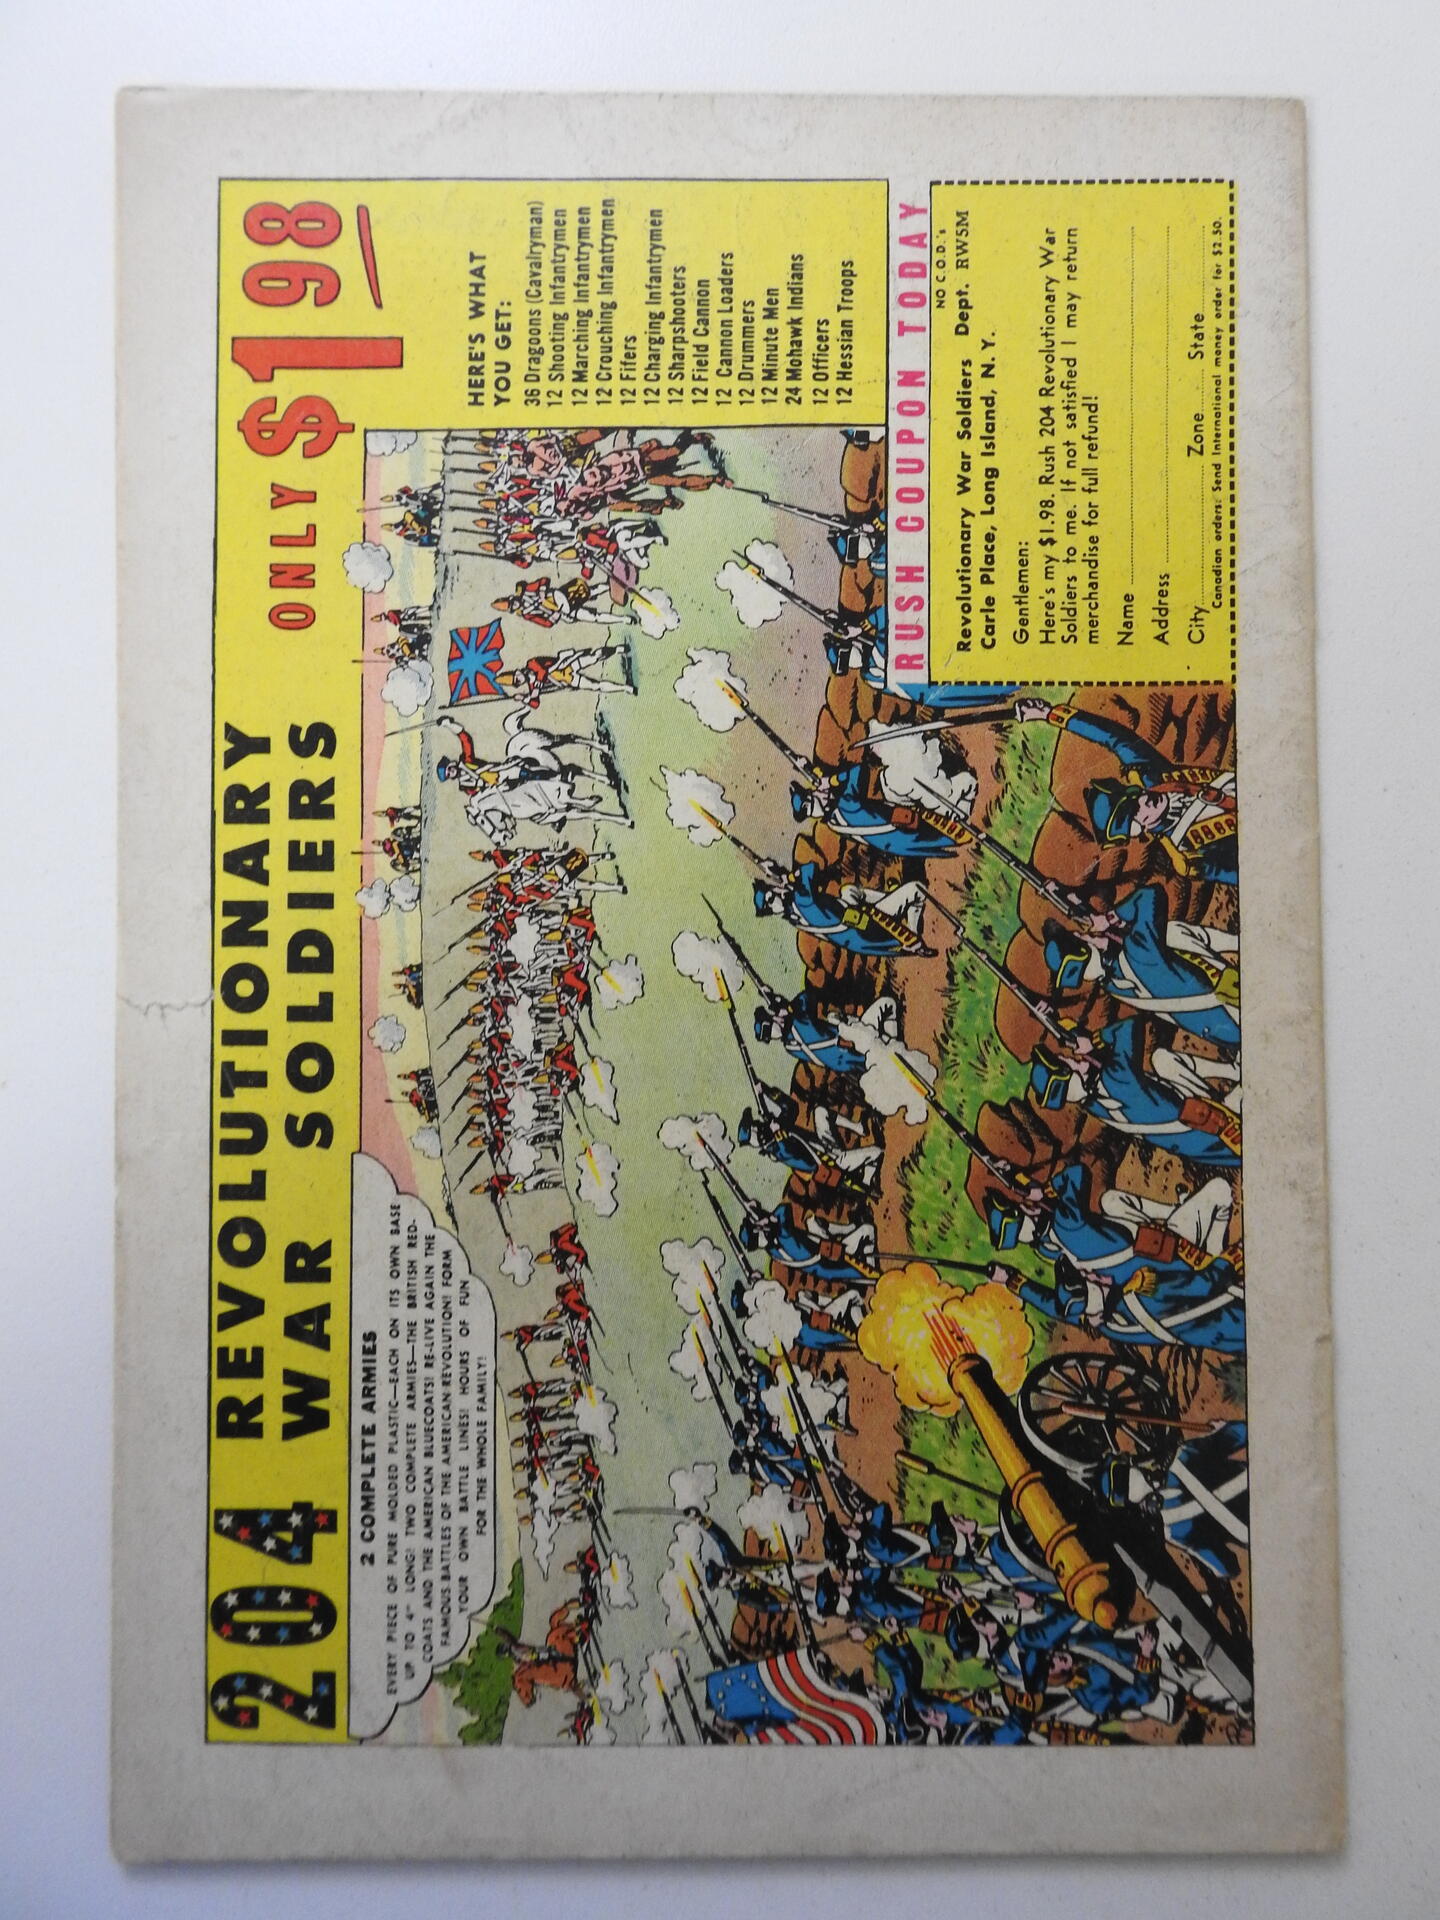 204 REVOLUTIONARY
WAR SOLDIERS
ONLY $198
2 COMPLETE ARMIES
EVERY PIECE OF PURE MOLDED PLASTIC—EACH ON ITS OWN BASE
UP TO 4" LONG! TWO COMPLETE ARMIES—THE BRITISH RED-
COATS AND THE AMERICAN BLUECOATS! RE-LIVE AGAIN THE
FAMOUS BATTLES OF THE AMERICAN REVOLUTION! FORM
YOUR OWN BATTLE LINES! HOURS OF FUN
FOR THE WHOLE FAMILY!
HERE'S WHAT
YOU GET:
36 Dragoons (Cavalryman)
12 Shooting Infantrymen
12 Marching Infantrymen
12 Crouching Infantrymen
12 Fifers
12 Charging Infantrymen
12 Sharpshooters
12 Field Cannon
12 Cannon Loaders
12 Drummers
12 Minute Men
24 Mohawk Indians
12 Officers
12 Hessian Troops
RUSH COUPON TODAY
NO C.O.D.'s
Revolutionary War Soldiers Dept. RW5M
Carle Place, Long Island, N. Y.
Gentlemen:
Here's my $1.98. Rush 204 Revolutionary War
Soldiers to me. If not satisfied I may return
merchandise for full refund!
Name
Address
City Zone State
Canadian orders: Send International money order for $2.50.